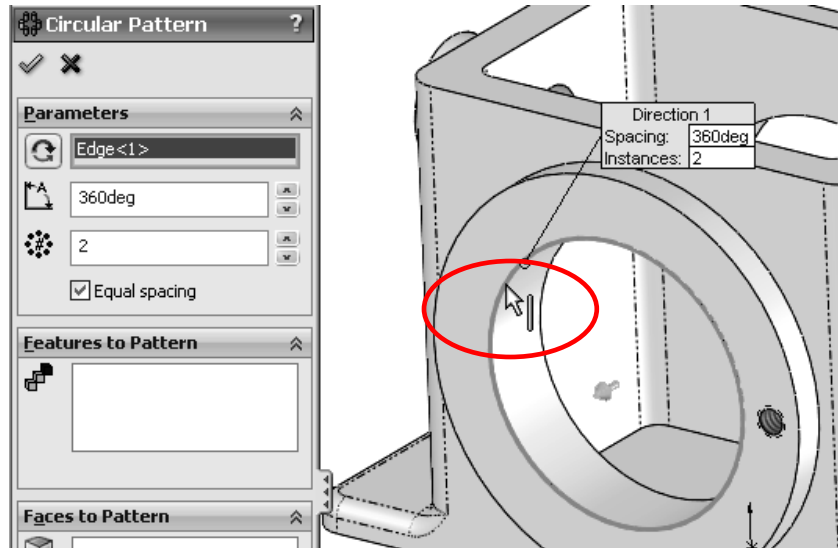 Circular Pattern ?
Parameters
Edge<1>
360deg
2
Equal spacing
Features to Pattern
Faces to Pattern
Direction 1
Spacing: 360deg
Instances: 2